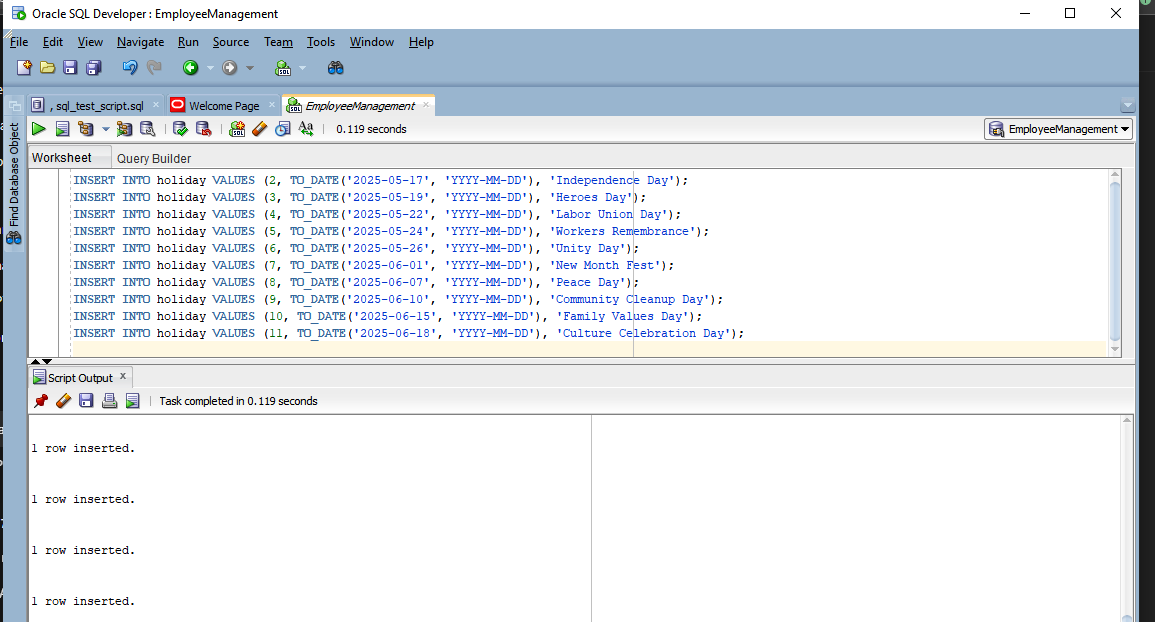 Oracle SQL Developer : EmployeeManagement
File Edit View Navigate Run Source Team Tools Window Help
, sql_test_script.sql Welcome Page EmployeeManagement
0.119 seconds EmployeeManagement
Find Database Object
Worksheet Query Builder
INSERT INTO holiday VALUES (2, TO_DATE('2025-05-17', 'YYYY-MM-DD'), 'Independence Day');
INSERT INTO holiday VALUES (3, TO_DATE('2025-05-19', 'YYYY-MM-DD'), 'Heroes Day');
INSERT INTO holiday VALUES (4, TO_DATE('2025-05-22', 'YYYY-MM-DD'), 'Labor Union Day');
INSERT INTO holiday VALUES (5, TO_DATE('2025-05-24', 'YYYY-MM-DD'), 'Workers Remembrance');
INSERT INTO holiday VALUES (6, TO_DATE('2025-05-26', 'YYYY-MM-DD'), 'Unity Day');
INSERT INTO holiday VALUES (7, TO_DATE('2025-06-01', 'YYYY-MM-DD'), 'New Month Fest');
INSERT INTO holiday VALUES (8, TO_DATE('2025-06-07', 'YYYY-MM-DD'), 'Peace Day');
INSERT INTO holiday VALUES (9, TO_DATE('2025-06-10', 'YYYY-MM-DD'), 'Community Cleanup Day');
INSERT INTO holiday VALUES (10, TO_DATE('2025-06-15', 'YYYY-MM-DD'), 'Family Values Day');
INSERT INTO holiday VALUES (11, TO_DATE('2025-06-18', 'YYYY-MM-DD'), 'Culture Celebration Day');
Script Output
Task completed in 0.119 seconds
1 row inserted.
1 row inserted.
1 row inserted.
1 row inserted.